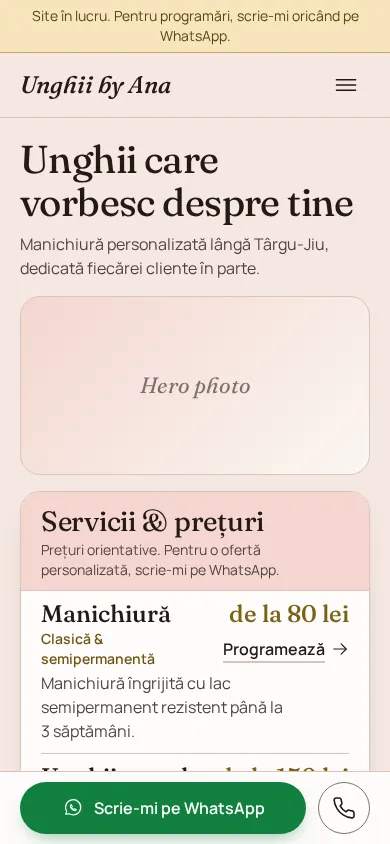 Site în lucru. Pentru programări, scrie-mi oricând pe
WhatsApp.
Unghii by Ana
Unghii care
vorbesc despre tine
Manichiură personalizată lângă Târgu-Jiu,
dedicată fiecărei cliente în parte.
Hero photo
Servicii & prețuri
Prețuri orientative. Pentru o ofertă
personalizată, scrie-mi pe WhatsApp.
Manichiură de la 80 lei
Clasică &
semipermanentă
Programează →
Manichiură îngrijită cu lac
semipermanent rezistent până la
3 săptămâni.
Scrie-mi pe WhatsApp